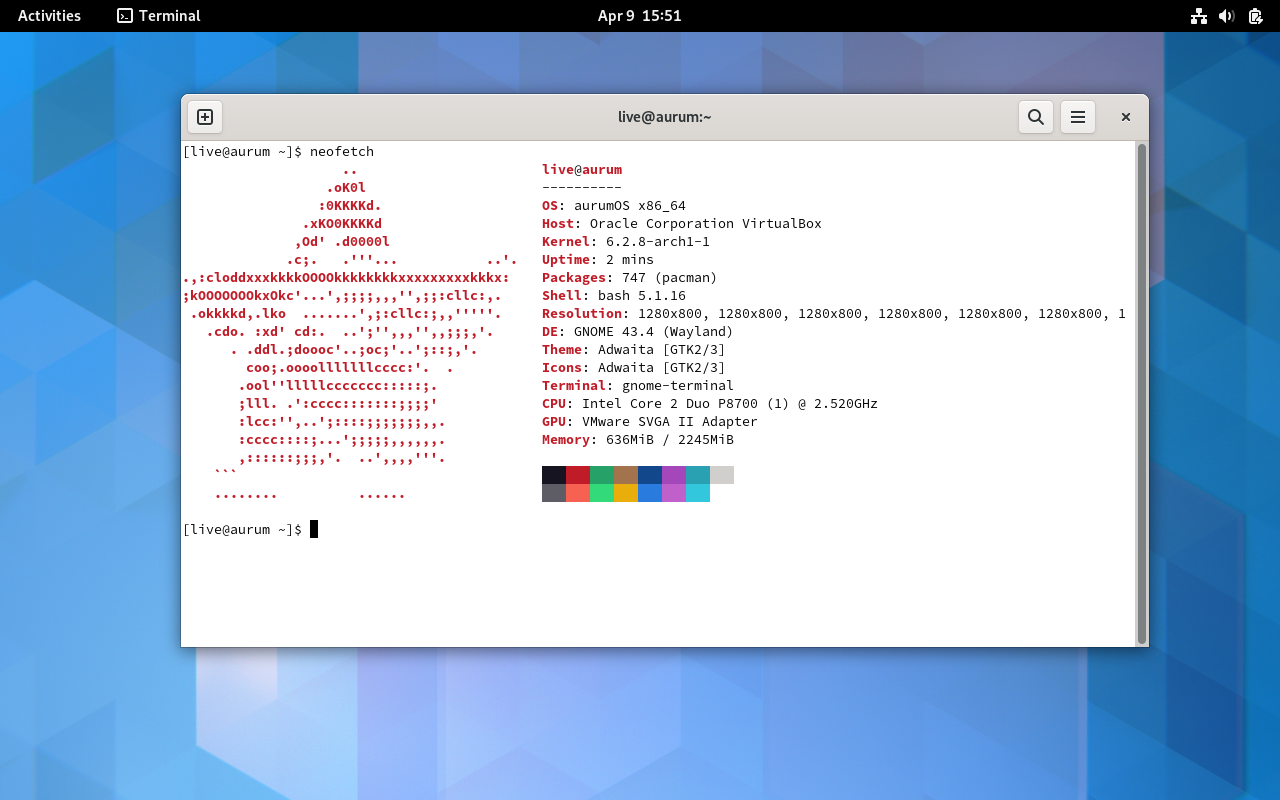 Activities Terminal Apr 9 15:51
live@aurum:~
[live@aurum ~]$ neofetch
                    ..                       live@aurum
                  .oK0l                      ----------
                 :0KKKKd.                    OS: aurumOS x86_64
               .xKO0KKKKd                    Host: Oracle Corporation VirtualBox
              ,Od' .d0000l                   Kernel: 6.2.8-arch1-1
             .c;.   .'''...           ..'.   Uptime: 2 mins
.,:cloddxxxkkkkOOOOkkkkkkkkxxxxxxxxxkkkx:    Packages: 747 (pacman)
;kOOOOOOOkxOkc'...',;;;;,,,'',;;:cllc:,.     Shell: bash 5.1.16
 .okkkkd,.lko  .......',;:cllc:;,,'''''.     Resolution: 1280x800, 1280x800, 1280x800, 1280x800, 1280x800, 1280x800, 1
   .cdo. :xd' cd:.  ..';'',,,'',,;;;,'.      DE: GNOME 43.4 (Wayland)
      . .ddl.;doooc'..;oc;'..';::;,'.        Theme: Adwaita [GTK2/3]
        coo;.oooolllllllcccc:'.  .           Icons: Adwaita [GTK2/3]
       .ool''lllllccccccc:::::;.             Terminal: gnome-terminal
       ;lll. .':cccc:::::::;;;;'             CPU: Intel Core 2 Duo P8700 (1) @ 2.520GHz
       :lcc:'',..';::::;;;;;;;,,.            GPU: VMware SVGA II Adapter
       :cccc::::;...';;;;;,,,,,,.            Memory: 636MiB / 2245MiB
       ,::::::;;;,'.  ..',,,,'''.
    ```
    ........          ......
[live@aurum ~]$